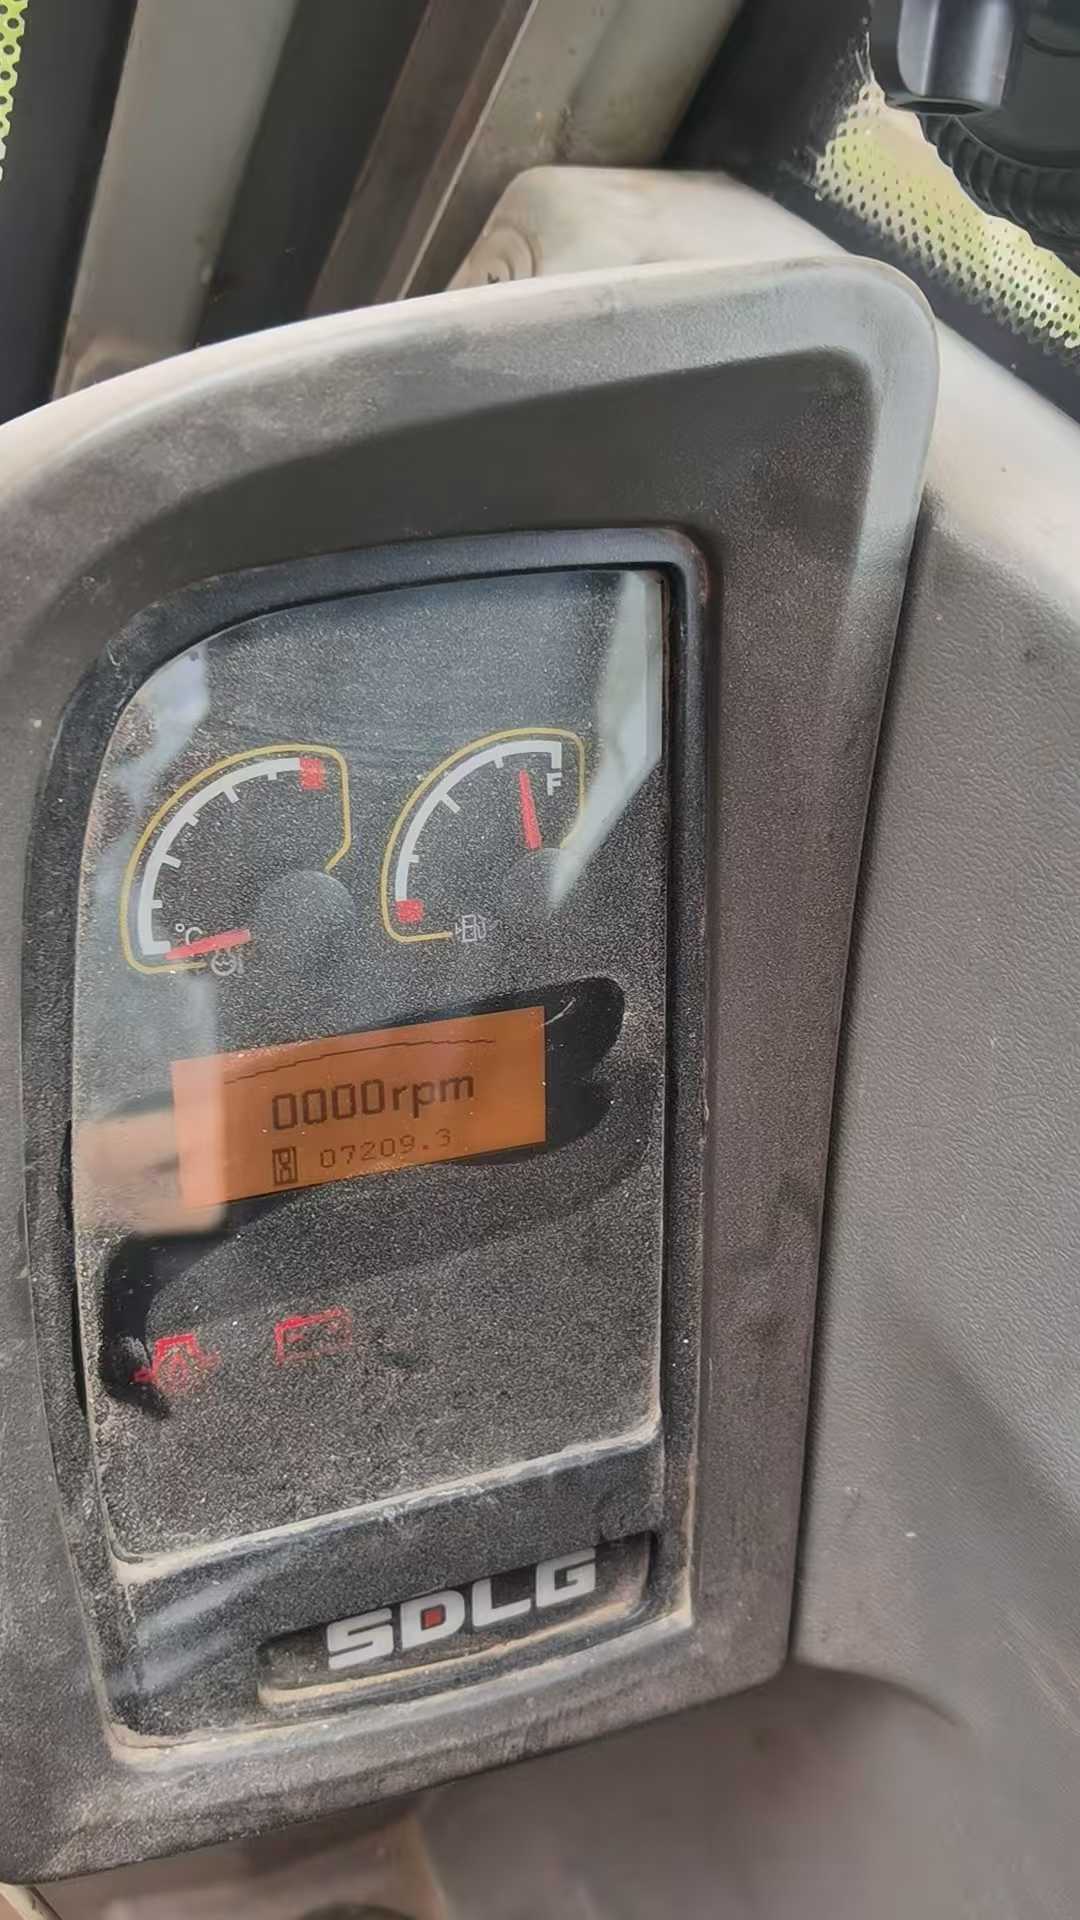 °C
F
0000rpm
07209.3
SDLG